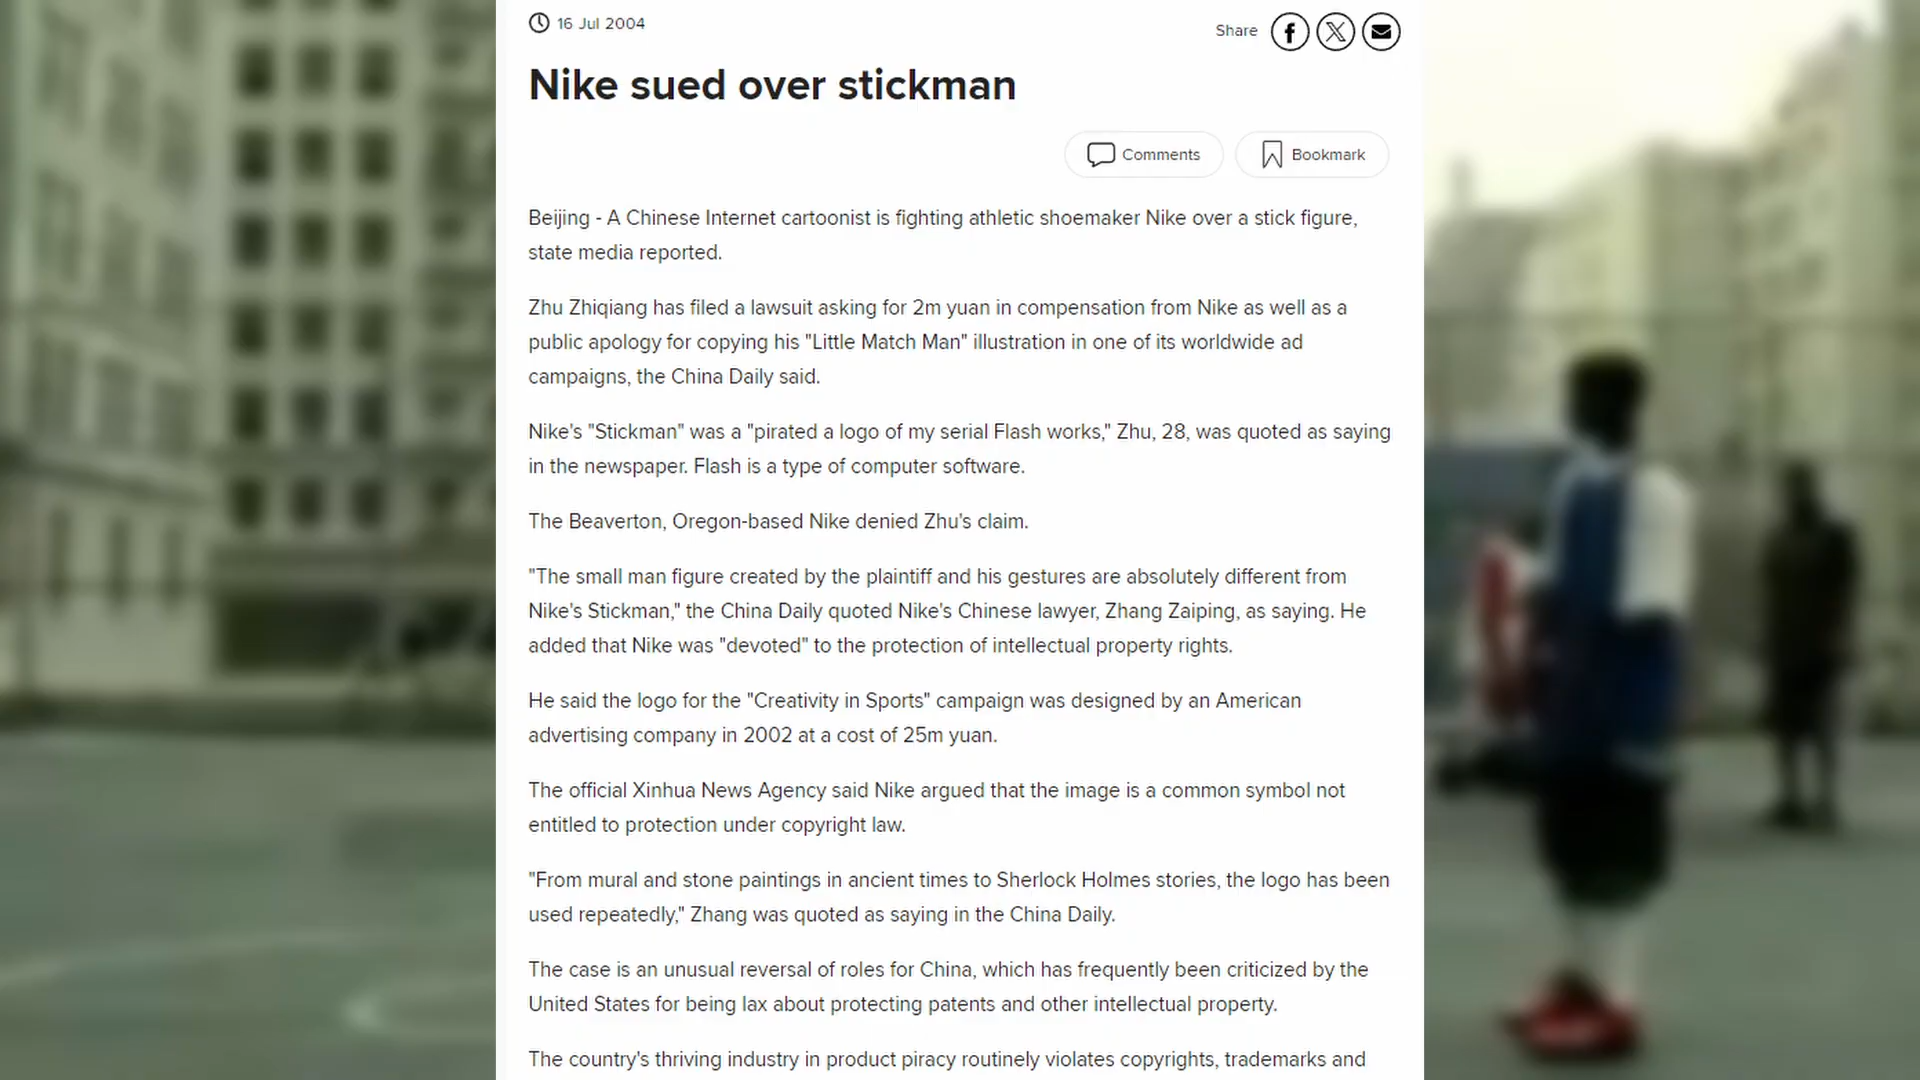 16 Jul 2004
Share
Nike sued over stickman
Comments
Bookmark
Beijing - A Chinese Internet cartoonist is fighting athletic shoemaker Nike over a stick figure,
state media reported.
Zhu Zhiqiang has filed a lawsuit asking for 2m yuan in compensation from Nike as well as a
public apology for copying his "Little Match Man" illustration in one of its worldwide ad
campaigns, the China Daily said.
Nike's "Stickman" was a "pirated a logo of my serial Flash works," Zhu, 28, was quoted as saying
in the newspaper. Flash is a type of computer software.
The Beaverton, Oregon-based Nike denied Zhu's claim.
"The small man figure created by the plaintiff and his gestures are absolutely different from
Nike's Stickman," the China Daily quoted Nike's Chinese lawyer, Zhang Zaiping, as saying. He
added that Nike was "devoted" to the protection of intellectual property rights.
He said the logo for the "Creativity in Sports" campaign was designed by an American
advertising company in 2002 at a cost of 25m yuan.
The official Xinhua News Agency said Nike argued that the image is a common symbol not
entitled to protection under copyright law.
"From mural and stone paintings in ancient times to Sherlock Holmes stories, the logo has been
used repeatedly," Zhang was quoted as saying in the China Daily.
The case is an unusual reversal of roles for China, which has frequently been criticized by the
United States for being lax about protecting patents and other intellectual property.
The country's thriving industry in product piracy routinely violates copyrights, trademarks and